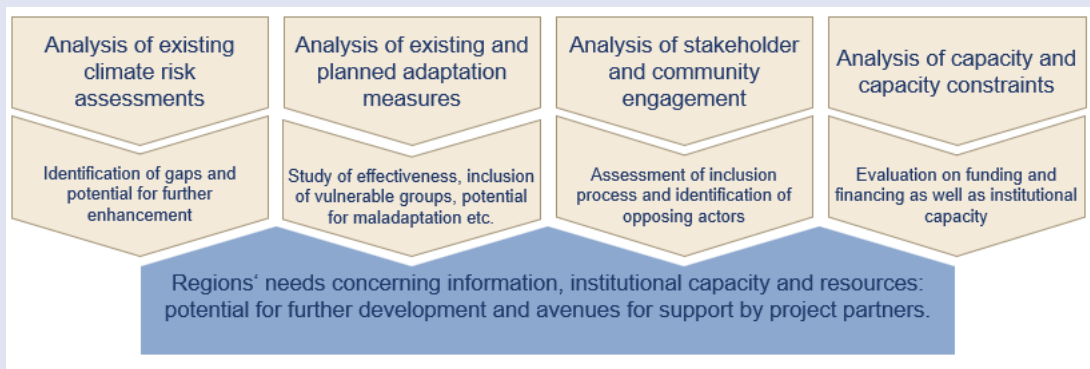 Analysis of existing
climate risk
assessments
Analysis of existing and
planned adaptation
measures
Analysis of stakeholder
and community
engagement
Analysis of capacity and
capacity constraints
Identification of gaps and
potential for further
enhancement
Study of effectiveness, inclusion
of vulnerable groups, potential
for maladaptation etc.
Assessment of inclusion
process and identification of
opposing actors
Evaluation on funding and
financing as well as institutional
capacity
Regions‘ needs concerning information, institutional capacity and resources:
potential for further development and avenues for support by project partners.